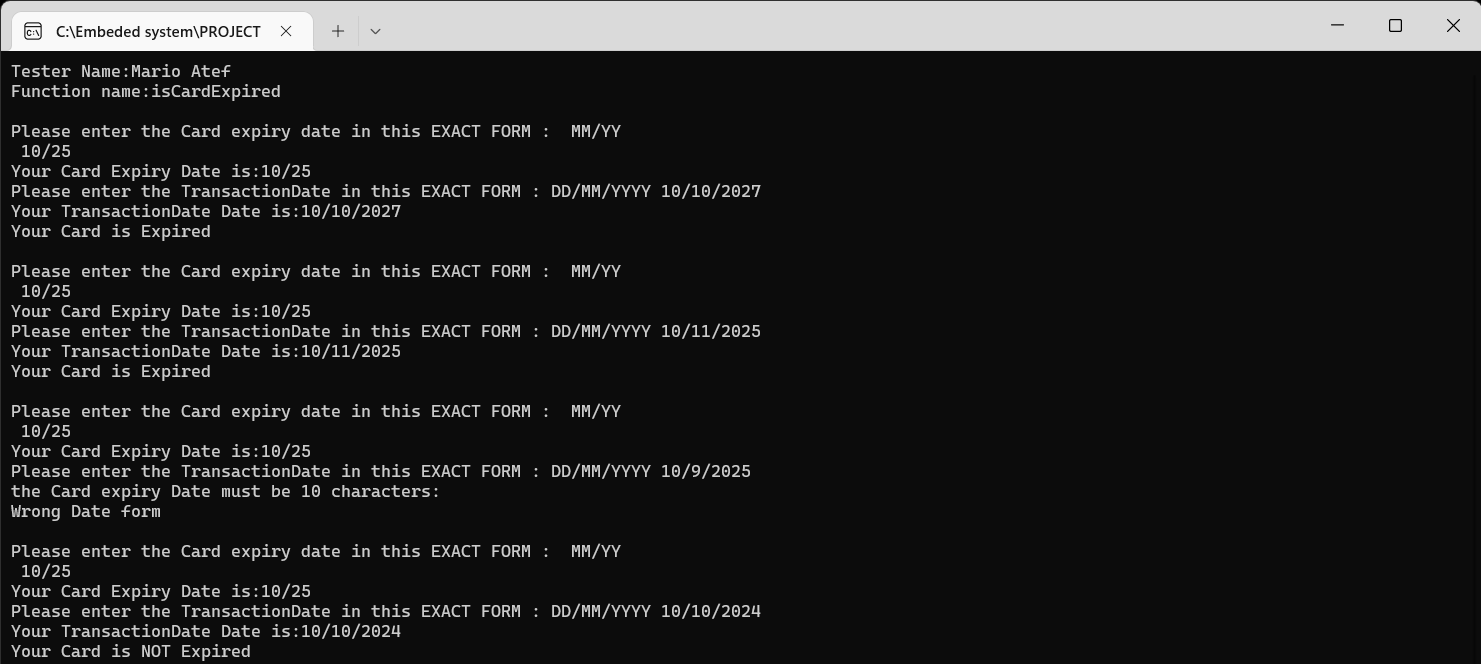 C:\Embeded system\PROJECT
Tester Name:Mario Atef
Function name:isCardExpired
Please enter the Card expiry date in this EXACT FORM :  MM/YY
10/25
Your Card Expiry Date is:10/25
Please enter the TransactionDate in this EXACT FORM : DD/MM/YYYY 10/10/2027
Your TransactionDate Date is:10/10/2027
Your Card is Expired
Please enter the Card expiry date in this EXACT FORM :  MM/YY
10/25
Your Card Expiry Date is:10/25
Please enter the TransactionDate in this EXACT FORM : DD/MM/YYYY 10/11/2025
Your TransactionDate Date is:10/11/2025
Your Card is Expired
Please enter the Card expiry date in this EXACT FORM :  MM/YY
10/25
Your Card Expiry Date is:10/25
Please enter the TransactionDate in this EXACT FORM : DD/MM/YYYY 10/9/2025
the Card expiry Date must be 10 characters:
Wrong Date form
Please enter the Card expiry date in this EXACT FORM :  MM/YY
10/25
Your Card Expiry Date is:10/25
Please enter the TransactionDate in this EXACT FORM : DD/MM/YYYY 10/10/2024
Your TransactionDate Date is:10/10/2024
Your Card is NOT Expired